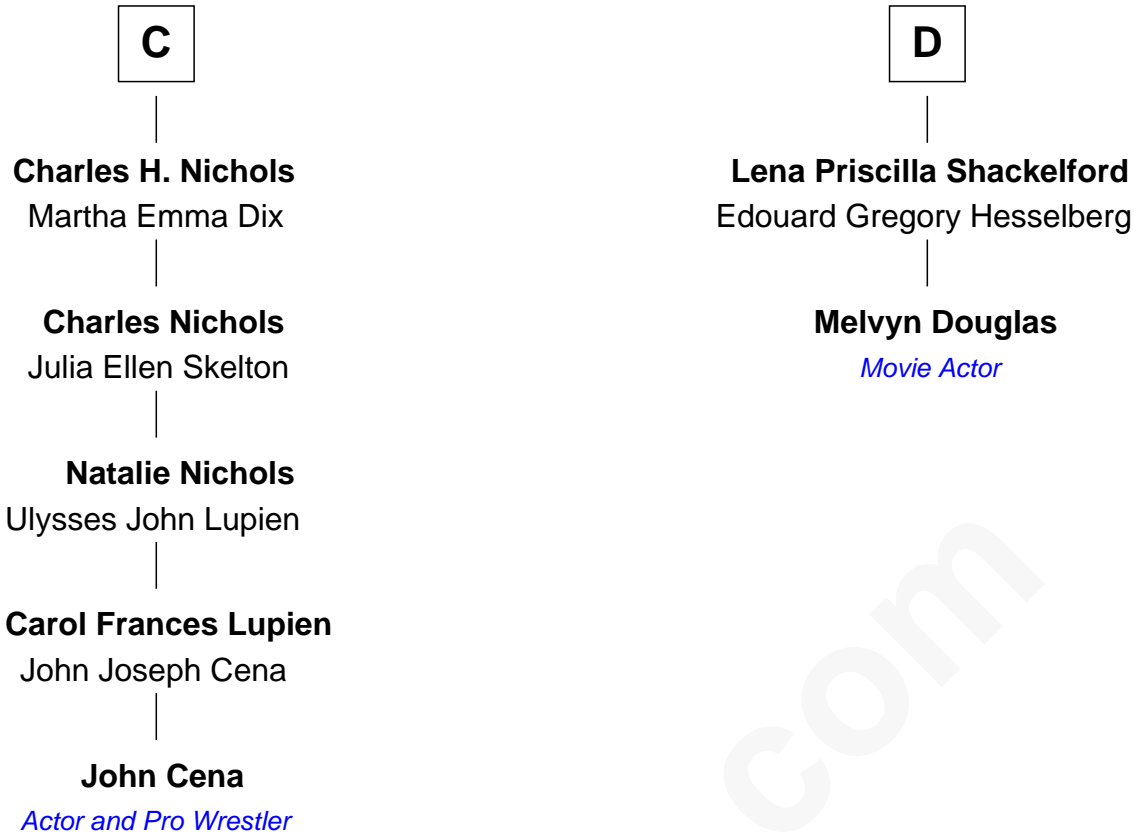 C
Charles H. Nichols
Martha Emma Dix
Charles Nichols
Julia Ellen Skelton
Natalie Nichols
Ulysses John Lupien
Carol Frances Lupien
John Joseph Cena
John Cena
Actor and Pro Wrestler
D
Lena Priscilla Shackelford
Edouard Gregory Hesselberg
Melvyn Douglas
Movie Actor
com